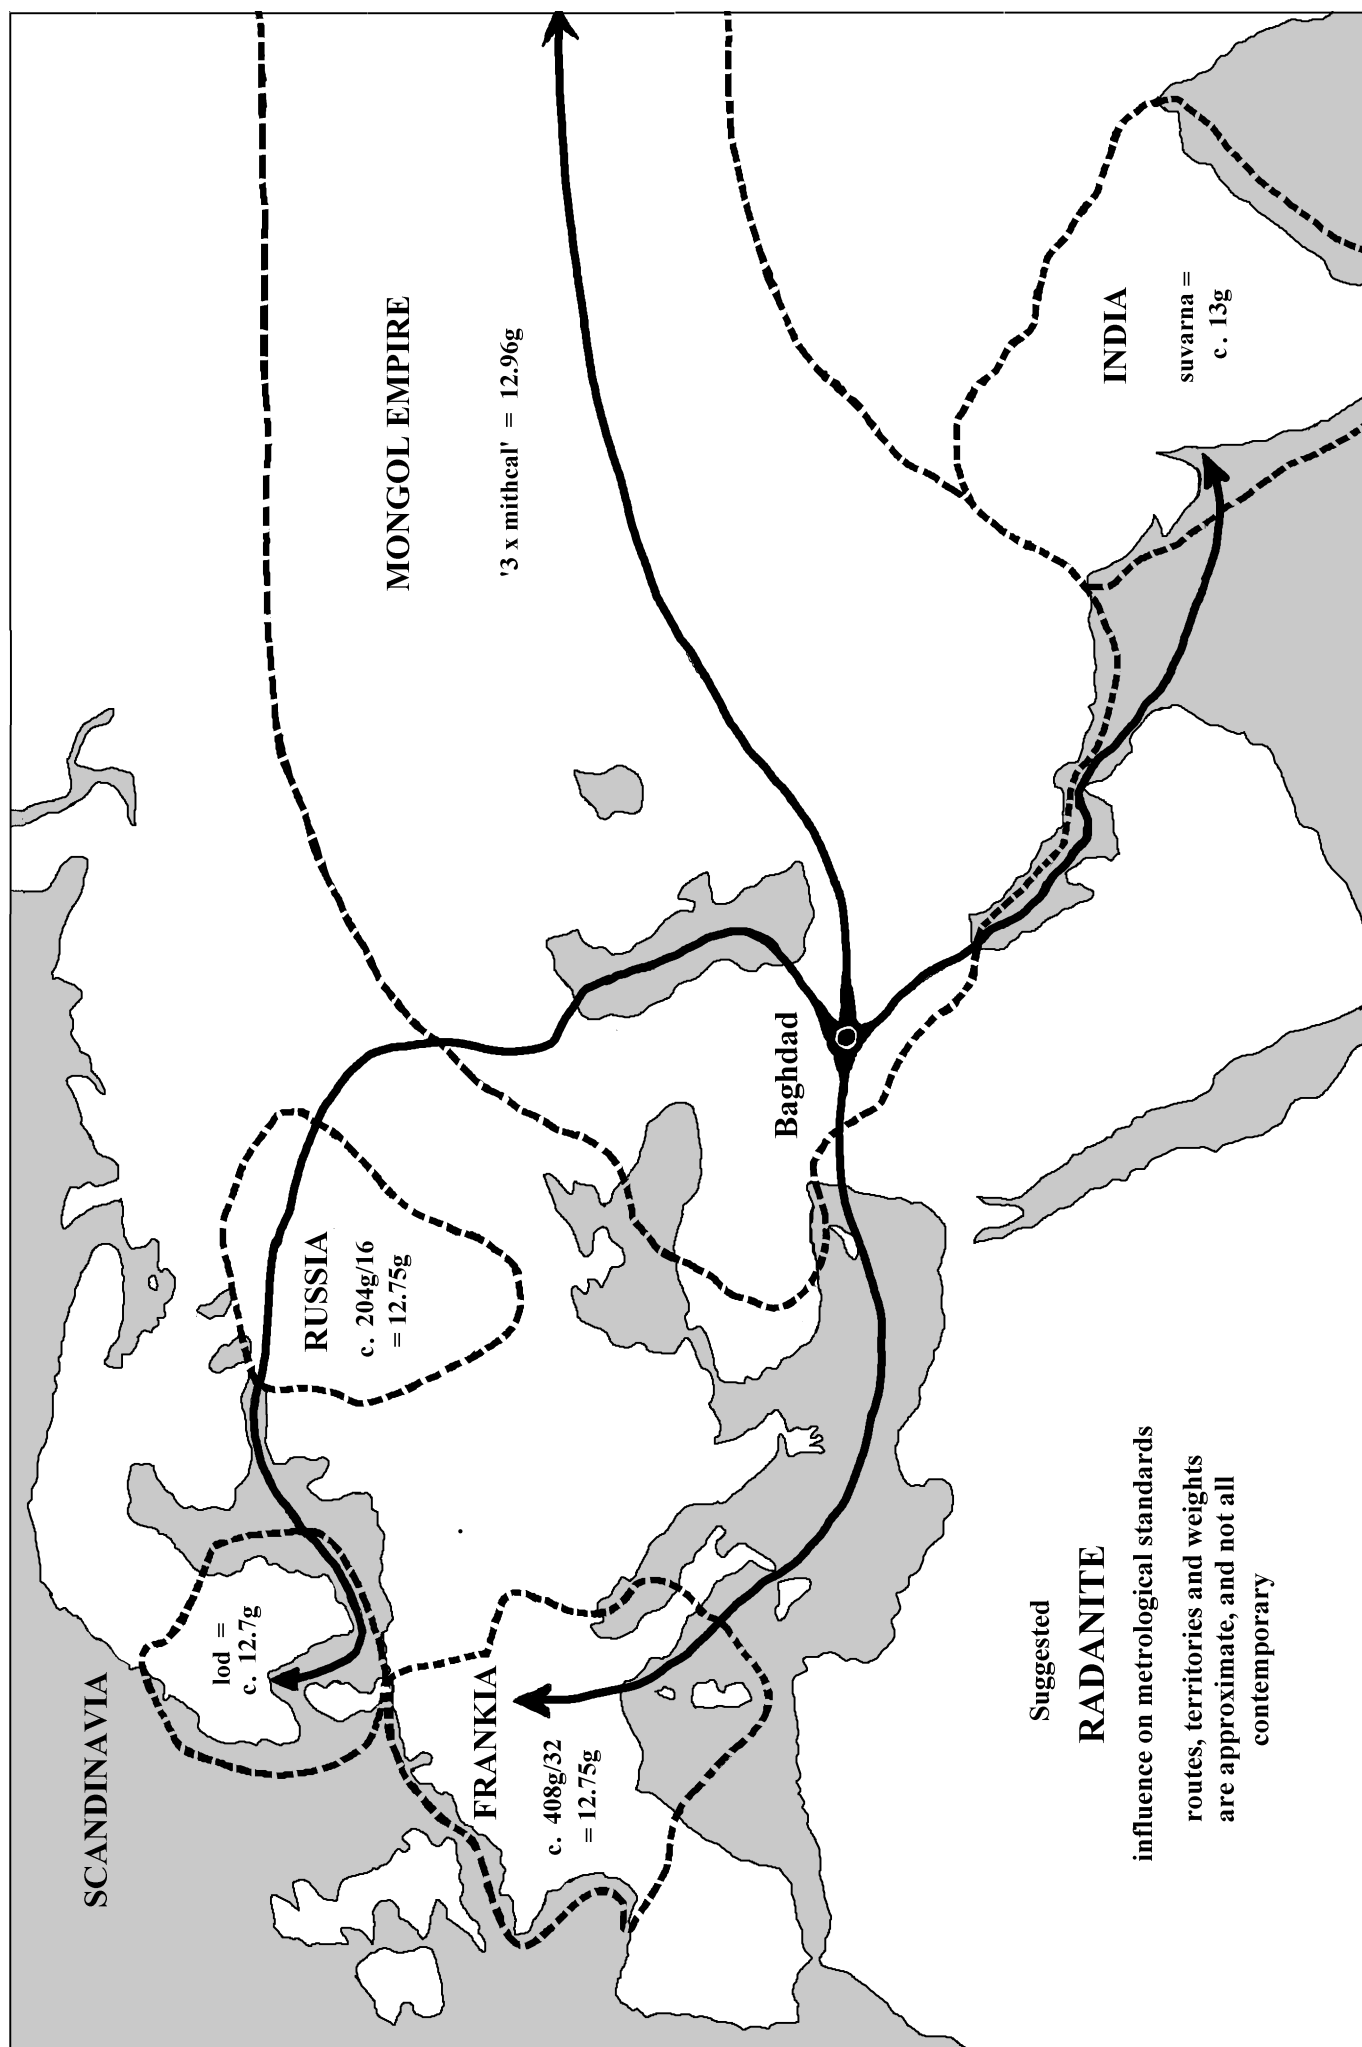 SCANDINAVIA
lod =
c. 12.7g
RUSSIA
c. 204g/16
= 12.75g
MONGOL EMPIRE
'3 x mithcal' = 12.96g
FRANKIA
c. 408g/32
= 12.75g
Baghdad
INDIA
suvarna =
c. 13g
Suggested
RADANITE
influence on metrological standards
routes, territories and weights
are approximate, and not all
contemporary